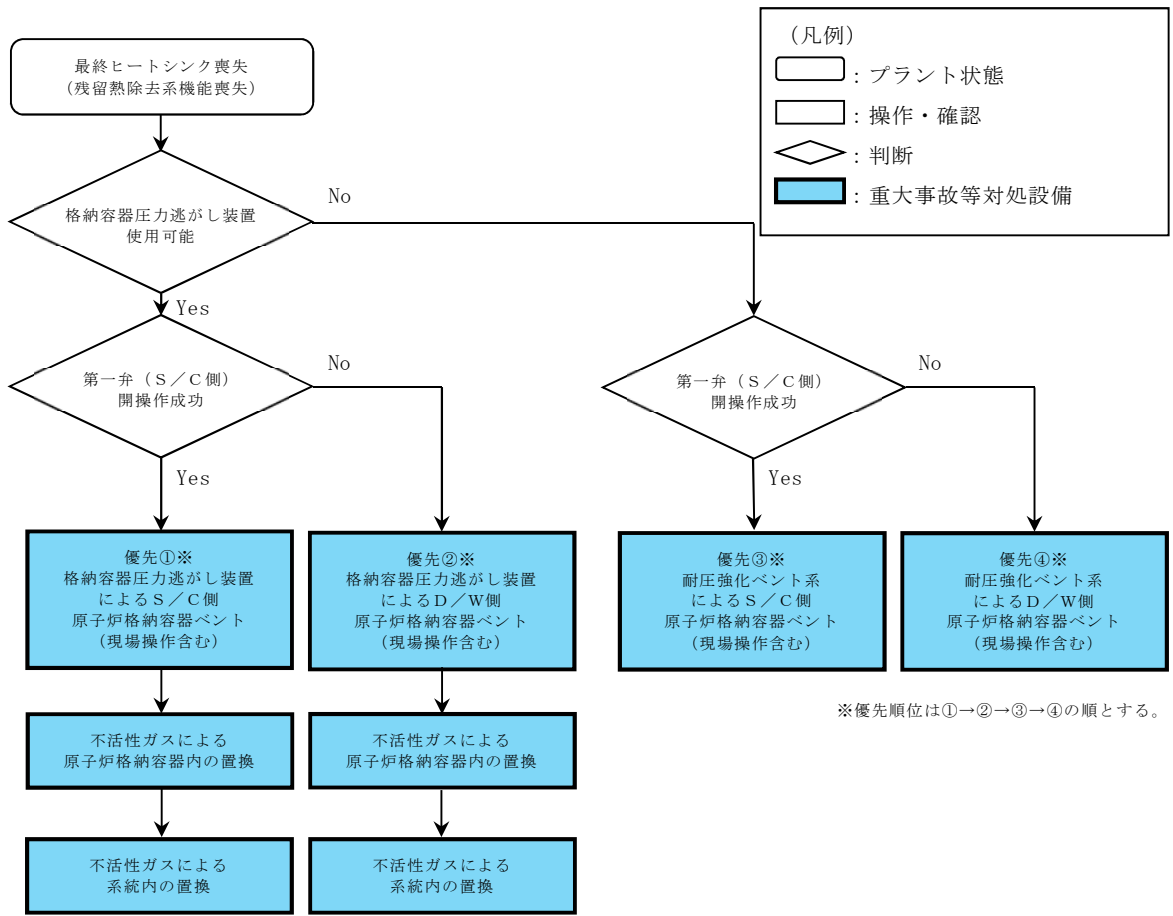 最終ヒートシンク喪失
（残留熱除去系機能喪失）
（凡例）
：プラント状態
：操作・確認
：判断
：重大事故等対処設備
格納容器圧力逃がし装置
使用可能
No
Yes
第一弁（Ｓ／Ｃ側）
開操作成功
No
Yes
第一弁（Ｓ／Ｃ側）
開操作成功
No
Yes
優先①※
格納容器圧力逃がし装置
によるＳ／Ｃ側
原子炉格納容器ベント
（現場操作含む）
優先②※
格納容器圧力逃がし装置
によるＤ／Ｗ側
原子炉格納容器ベント
（現場操作含む）
優先③※
耐圧強化ベント系
によるＳ／Ｃ側
原子炉格納容器ベント
（現場操作含む）
優先④※
耐圧強化ベント系
によるＤ／Ｗ側
原子炉格納容器ベント
（現場操作含む）
※優先順位は①→②→③→④の順とする。
不活性ガスによる
原子炉格納容器内の置換
不活性ガスによる
原子炉格納容器内の置換
不活性ガスによる
系統内の置換
不活性ガスによる
系統内の置換